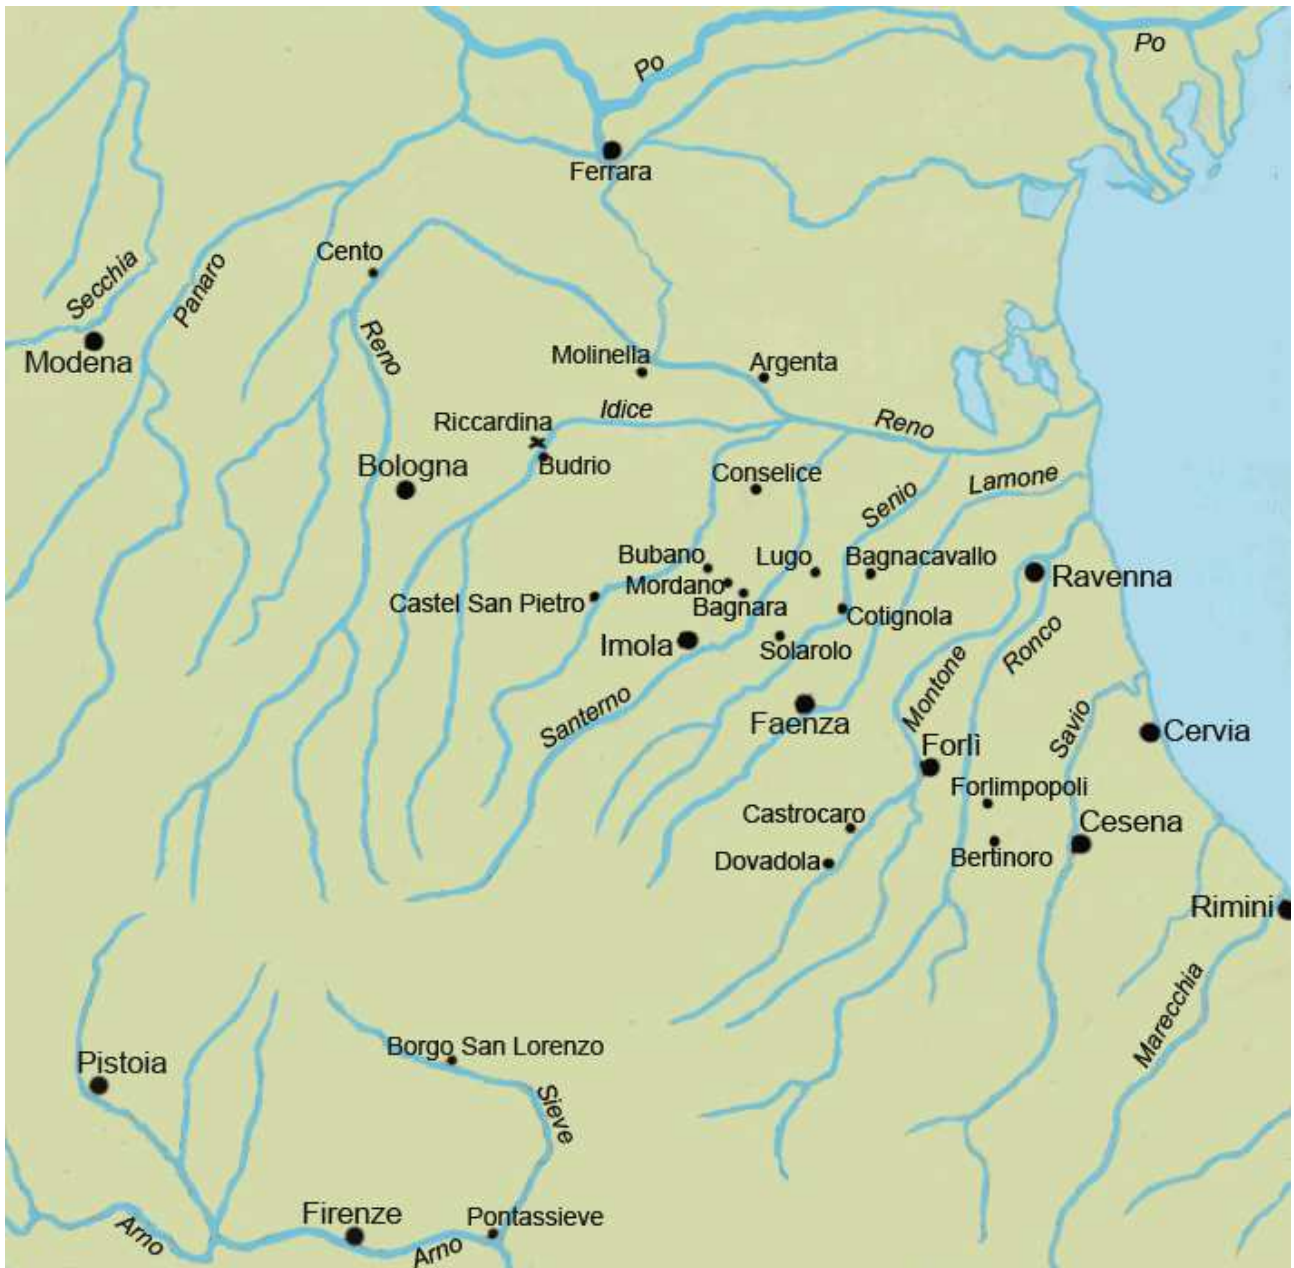 Po
Po
Ferrara
Cento
Secchia
Panaro
Modena
Reno
Molinella
Argenta
Idice
Riccardina
Reno
Bologna
Budrio
Conselice
Senio
Lamone
Bubano
Lugo
Bagnacavallo
Mordano
Ravenna
Castel San Pietro
Bagnara
Cotignola
Imola
Solarolo
Ronco
Montone
Santerno
Faenza
Savio
Cervia
Forlì
Forlimpopoli
Castrocaro
Cesena
Dovadola
Bertinoro
Rimini
Marecchia
Borgo San Lorenzo
Pistoia
Sieve
Firenze
Pontassieve
Arno
Arno